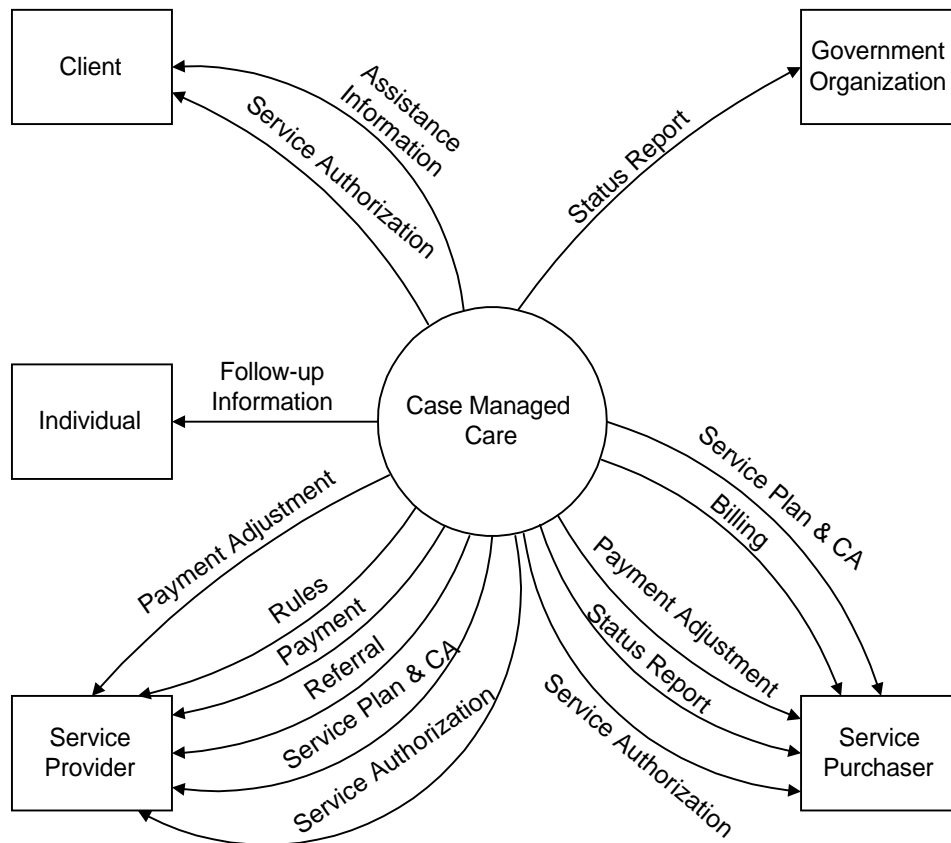 Client
Government
Organization
Assistance
Information
Service Authorization
Status Report
Individual
Follow-up
Information
Case Managed
Care
Service Plan & CA
Billing
Payment Adjustment
Rules
Payment
Referral
Service Plan & CA
Service Authorization
Payment Adjustment
Status Report
Service Authorization
Service
Provider
Service
Purchaser